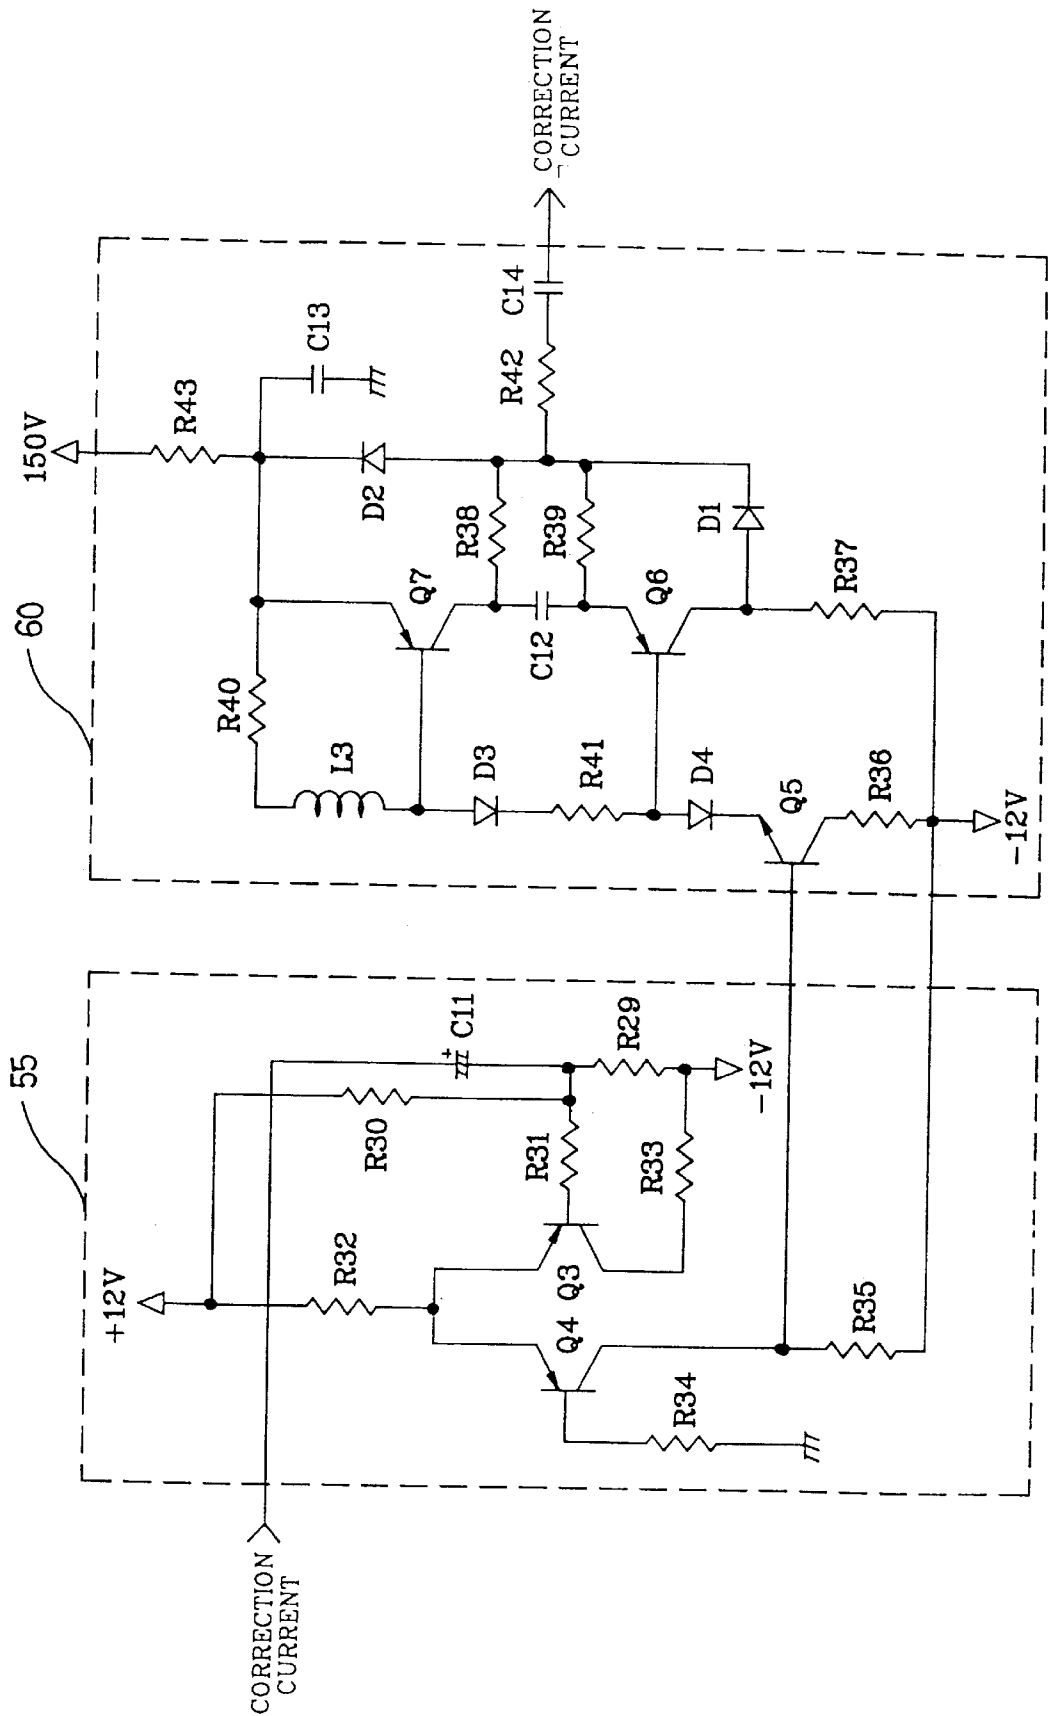 60
150V
R43
C13
D2
R40
L3
Q7
R38
C12
R39
R42
C14
CORRECTION
CURRENT
D3
R41
D4
Q6
D1
Q5
R36
R37
-12V
55
+12V
R32
R30
C11
+
R31
R29
Q4
Q3
R33
-12V
R34
R35
CORRECTION
CURRENT